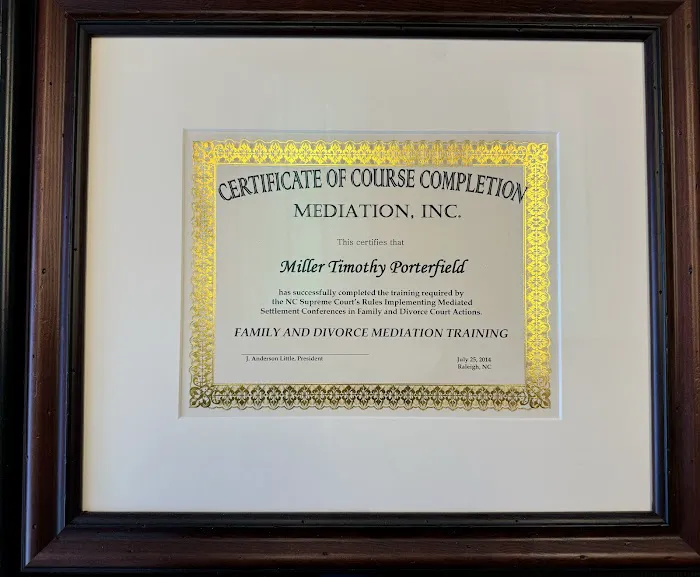 CERTIFICATE OF COURSE COMPLETION
MEDIATION, INC.
This certifies that
Miller Timothy Porterfield
has successfully completed the training required by
the NC Supreme Court's Rules Implementing Mediated
Settlement Conferences in Family and Divorce Court Actions.
FAMILY AND DIVORCE MEDIATION TRAINING
J. Anderson Little, President
July 25, 2014
Raleigh, NC